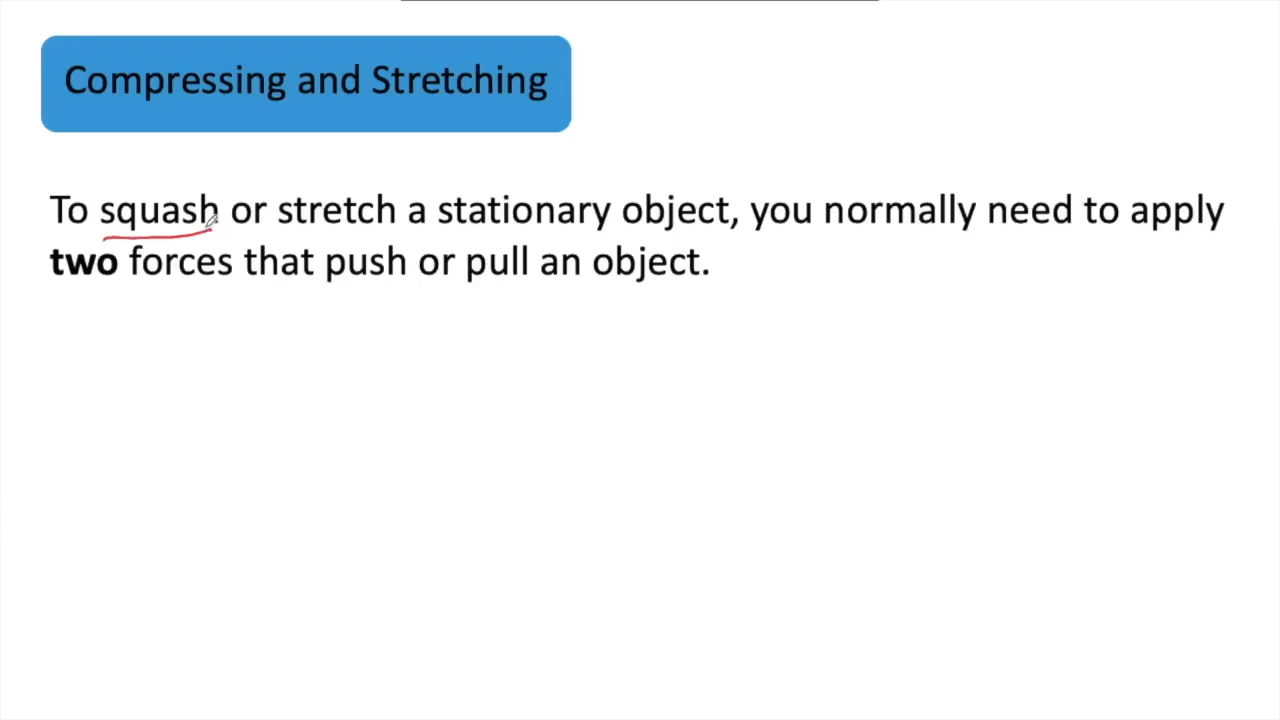 Compressing and Stretching
To squash or stretch a stationary object, you normally need to apply
two forces that push or pull an object.